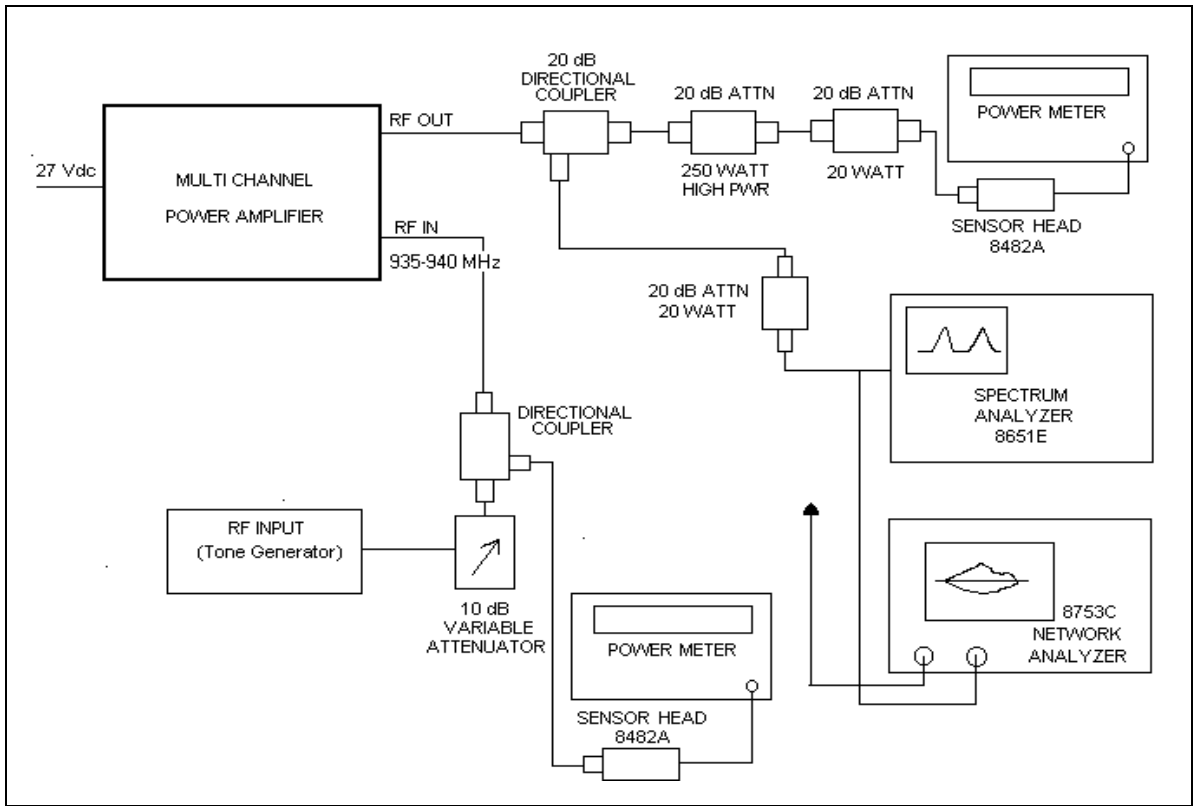 20 dB
DIRECTIONAL
COUPLER
20 dB ATTN
250 WATT
HIGH PWR
20 dB ATTN
20 WATT
POWER METER
SENSOR HEAD
8482A
RF OUT
27 Vdc
MULTI CHANNEL
POWER AMPLIFIER
RF IN
935-940 MHz
20 dB ATTN
20 WATT
SPECTRUM
ANALYZER
8651E
DIRECTIONAL
COUPLER
RF INPUT
(Tone Generator)
10 dB
VARIABLE
ATTENUATOR
POWER METER
SENSOR HEAD
8482A
8753C
NETWORK
ANALYZER